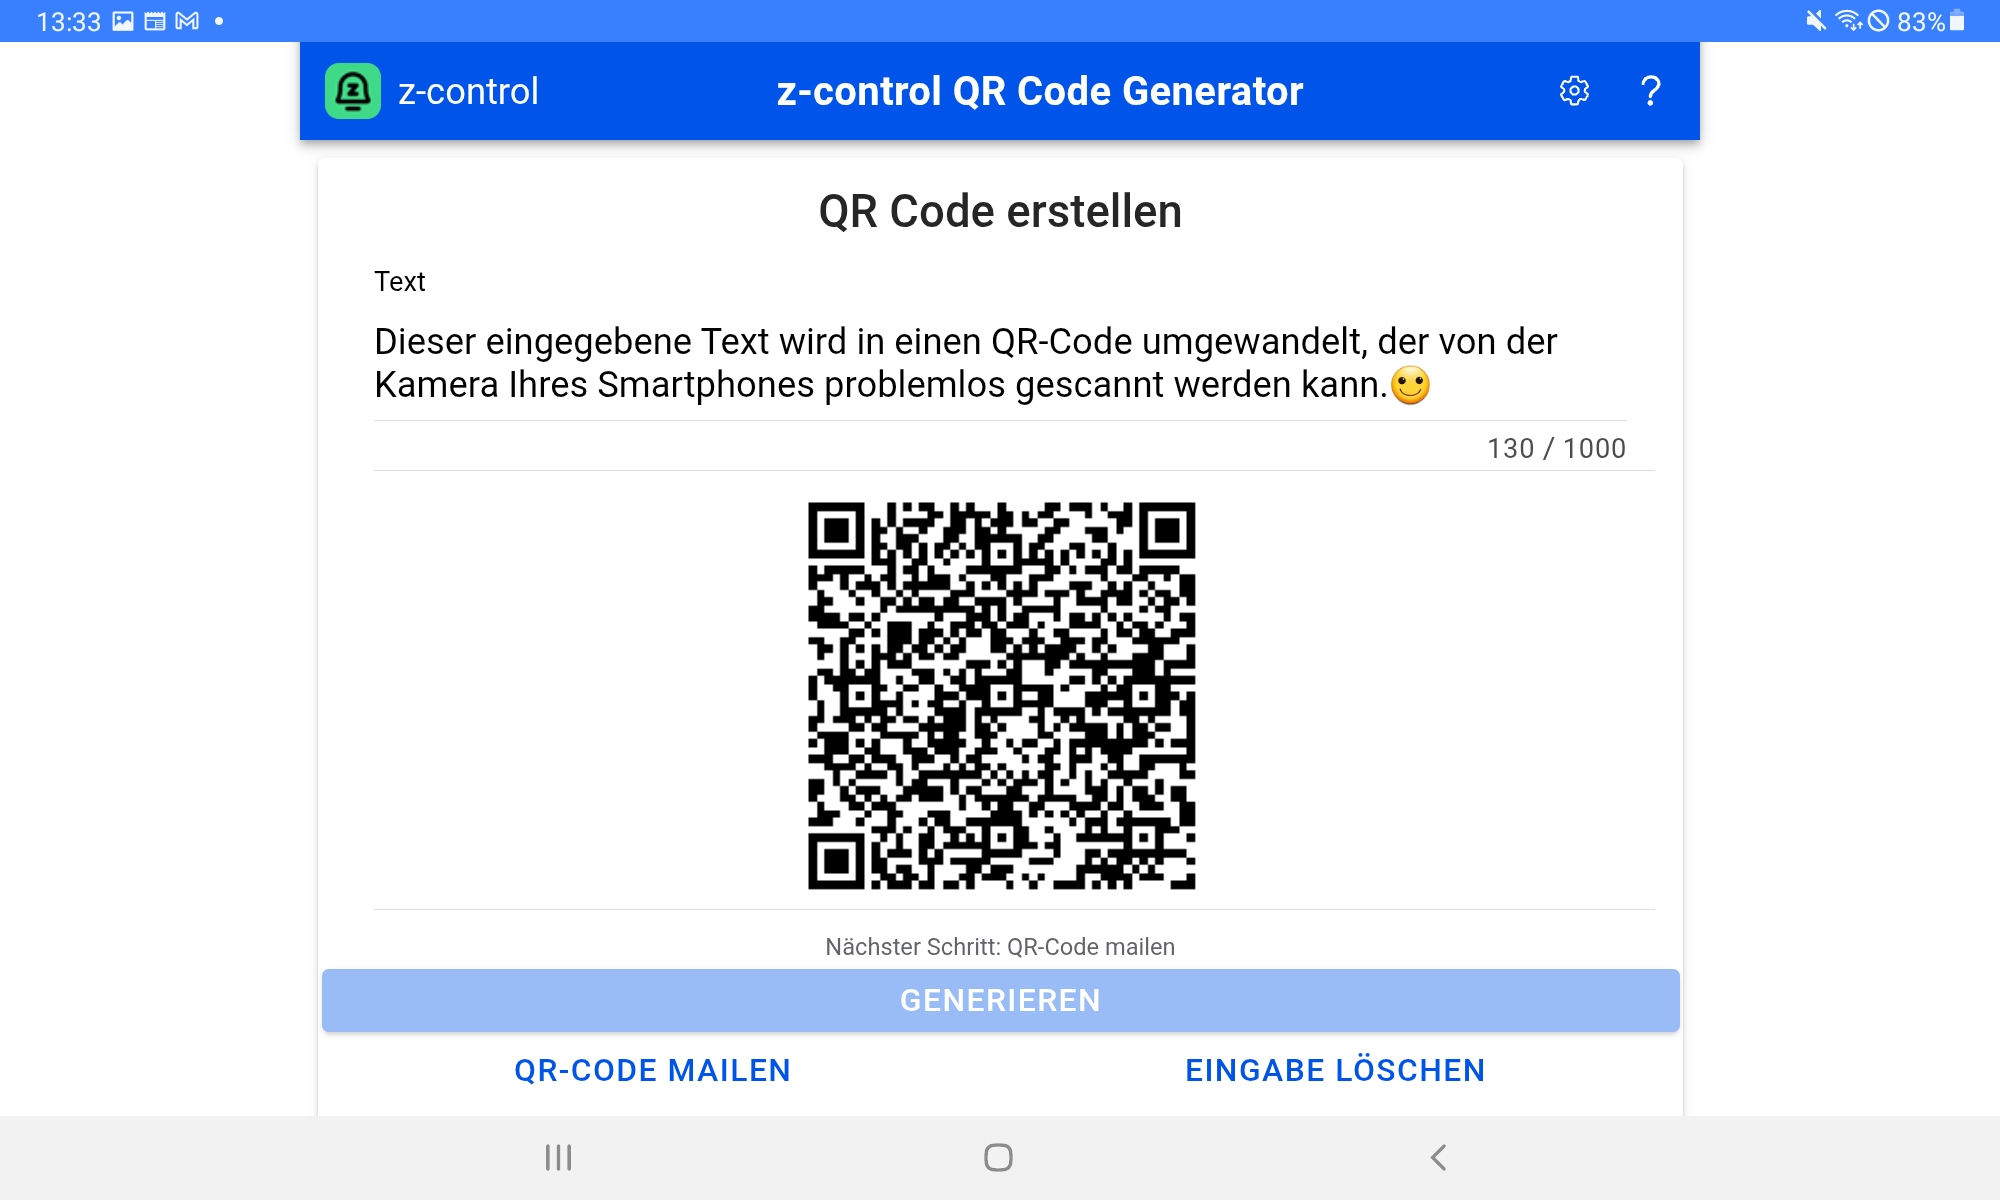 13:33
83%
z-control
z-control QR Code Generator
?
QR Code erstellen
Text
Dieser eingegebene Text wird in einen QR-Code umgewandelt, der von der
Kamera Ihres Smartphones problemlos gescannt werden kann.🙂
130 / 1000
Nächster Schritt: QR-Code mailen
GENERIEREN
QR-CODE MAILEN
EINGABE LÖSCHEN